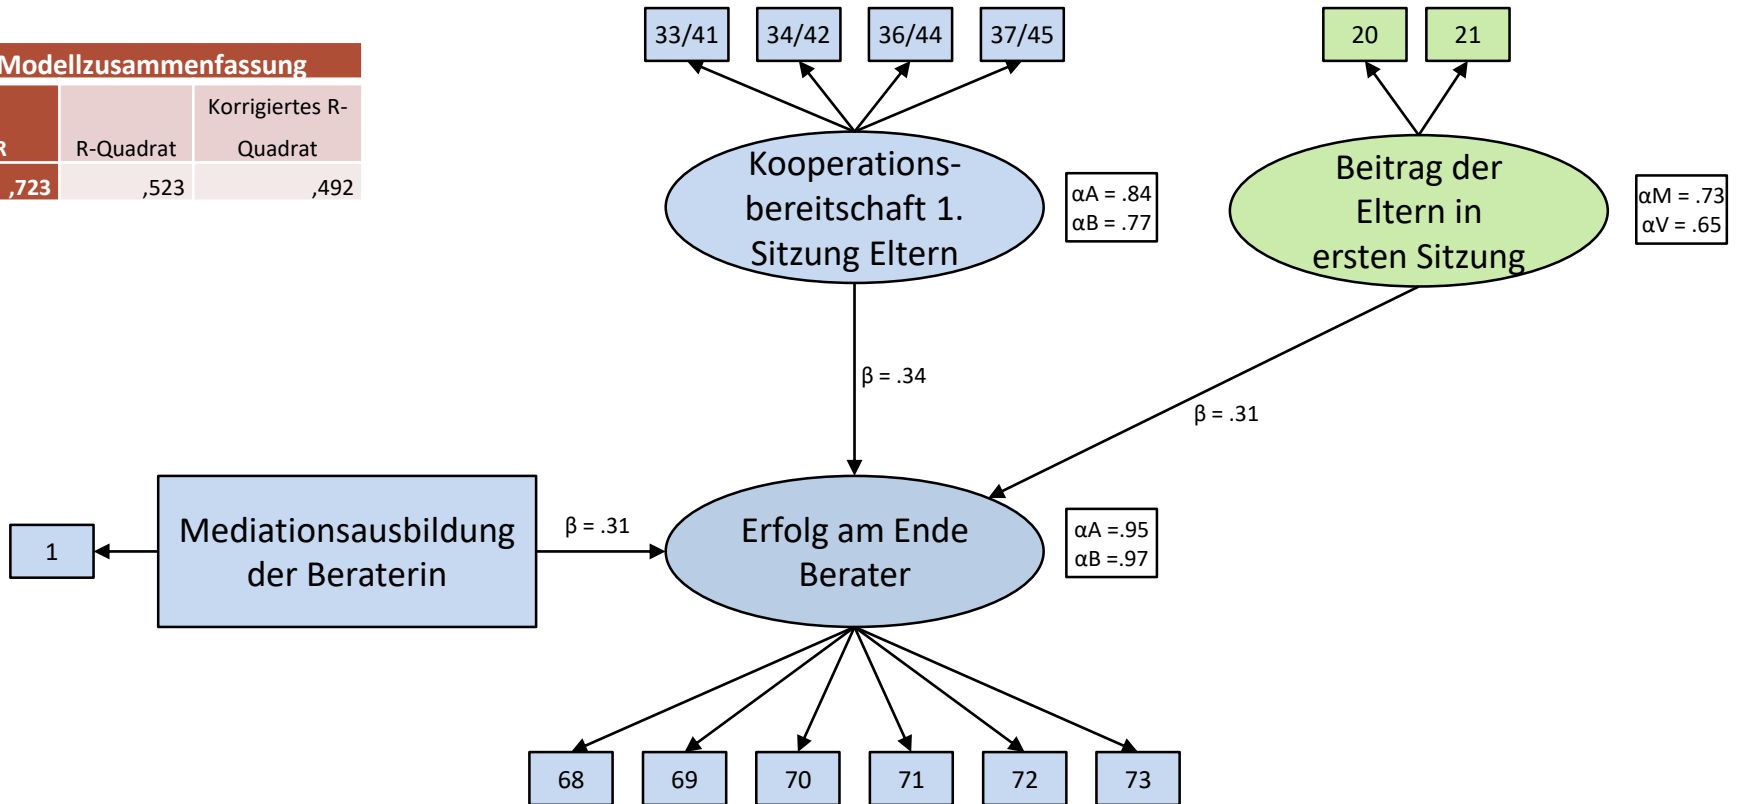 33/41
34/42
36/44
37/45
20
21
Modellzusammenfassung
R
R-Quadrat
Korrigiertes R-
Quadrat
,723
,523
,492
Kooperations-
bereitschaft 1.
Sitzung Eltern
αA = .84
αB = .77
Beitrag der
Eltern in
ersten Sitzung
αM = .73
αV = .65
β = .34
β = .31
1
Mediationsausbildung
der Beraterin
β = .31
Erfolg am Ende
Berater
αA =.95
αB =.97
68
69
70
71
72
73